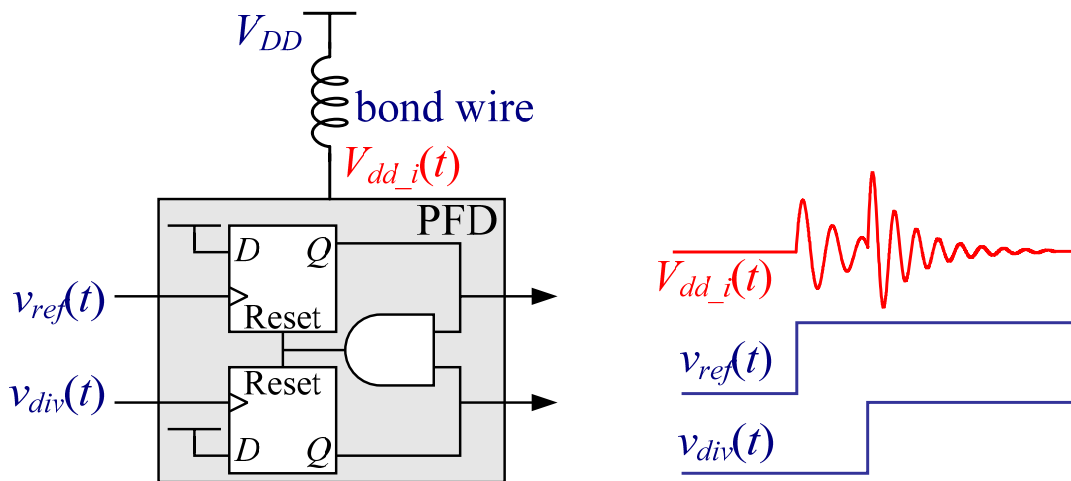 V_DD
bond wire
V_dd_i(t)
PFD
D Q
v_ref(t)
Reset
Reset
v_div(t)
D Q
V_dd_i(t)
v_ref(t)
v_div(t)